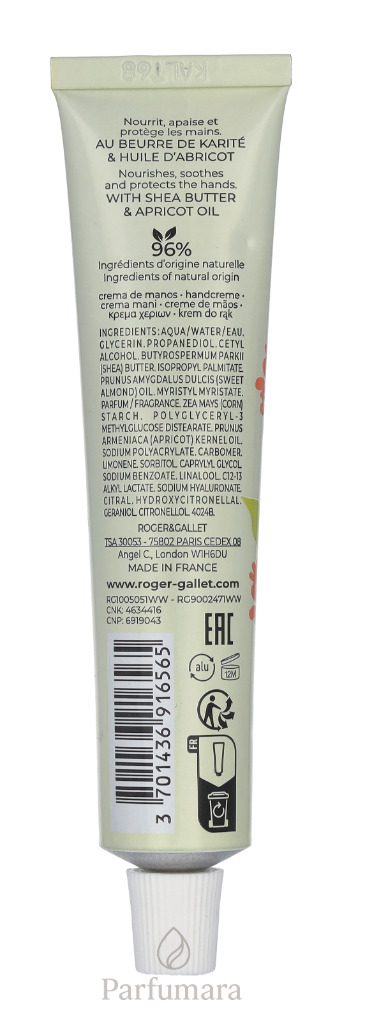 KAL768
Nourrit, apaise et
protège les mains.
AU BEURRE DE KARITÉ
& HUILE D'ABRICOT
Nourishes, soothes
and protects the hands.
WITH SHEA BUTTER
& APRICOT OIL
96%
Ingrédients d'origine naturelle
Ingredients of natural origin
crema de manos · handcreme ·
crema mani · creme de mãos ·
κρεμα χεριων · krem do rąk
INGREDIENTS: AQUA/WATER/EAU,
GLYCERIN, PROPANEDIOL, CETYL
ALCOHOL, BUTYROSPERMUM PARKII
(SHEA) BUTTER, ISOPROPYL PALMITATE,
PRUNUS AMYGDALUS DULCIS (SWEET
ALMOND) OIL, MYRISTYL MYRISTATE,
PARFUM / FRAGRANCE, ZEA MAYS (CORN)
STARCH, POLYGLYCERYL-3
METHYLGLUCOSE DISTEARATE, PRUNUS
ARMENIACA (APRICOT) KERNEL OIL,
SODIUM POLYACRYLATE, CARBOMER,
LIMONENE, SORBITOL, CAPRYLYL GLYCOL,
SODIUM BENZOATE, LINALOOL, C12-13
ALKYL LACTATE, SODIUM HYALURONATE,
CITRAL, HYDROXYCITRONELLAL,
GERANIOL, CITRONELLOL. 4024B.
ROGER&GALLET
TSA 30053 - 75802 PARIS CEDEX 08
Angel C., London W1H6DU
MADE IN FRANCE
www.roger-gallet.com
RG1005051WW - RG9002471WW
CNK: 4634416
CNP: 6919043
EAC
alu
12M
FR
3 701436 916565
Parfumara